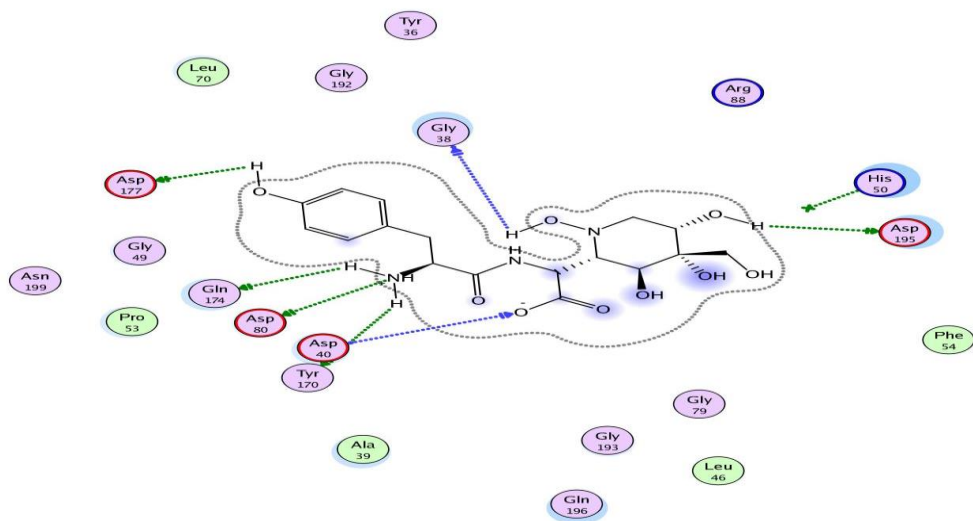 Tyr
36
Leu
70
Gly
192
Arg
88
Gly
38
H
Asp
177
O
His
50
H
O
N
O
H
Asp
195
Gly
49
H
N
H
Asn
199
H
NH
O
OH
OH
Gln
174
H
OH
O
-
O
Asp
80
Pro
53
Asp
40
Phe
54
Tyr
170
Gly
79
Ala
39
Gly
193
Leu
46
Gln
196